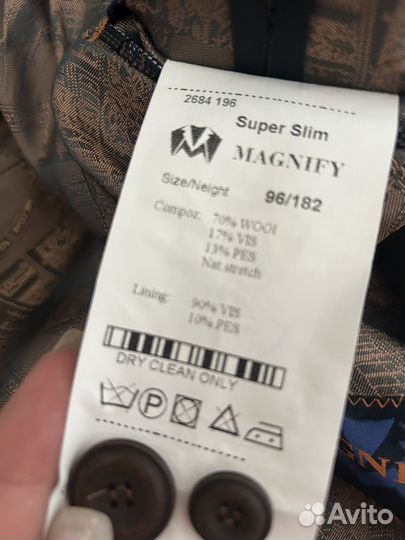 2684 196
Super Slim
MAGNIFY
Size/Neight 96/182
Compoz: 70% WOOl
17% VIS
13% PES
Nat.stretch
Lining: 90% VIS
10% PES
DRY CLEAN ONLY
P
GNI
Avito